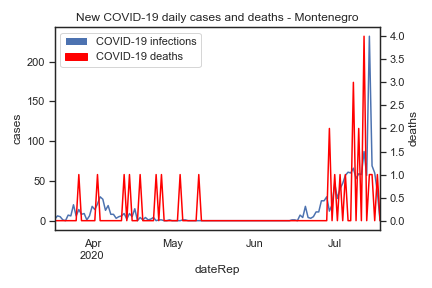 New COVID-19 daily cases and deaths - Montenegro
COVID-19 infections
COVID-19 deaths
cases
200
150
100
50
0
deaths
4.0
3.5
3.0
2.5
2.0
1.5
1.0
0.5
0.0
Apr
2020
May
Jun
Jul
dateRep